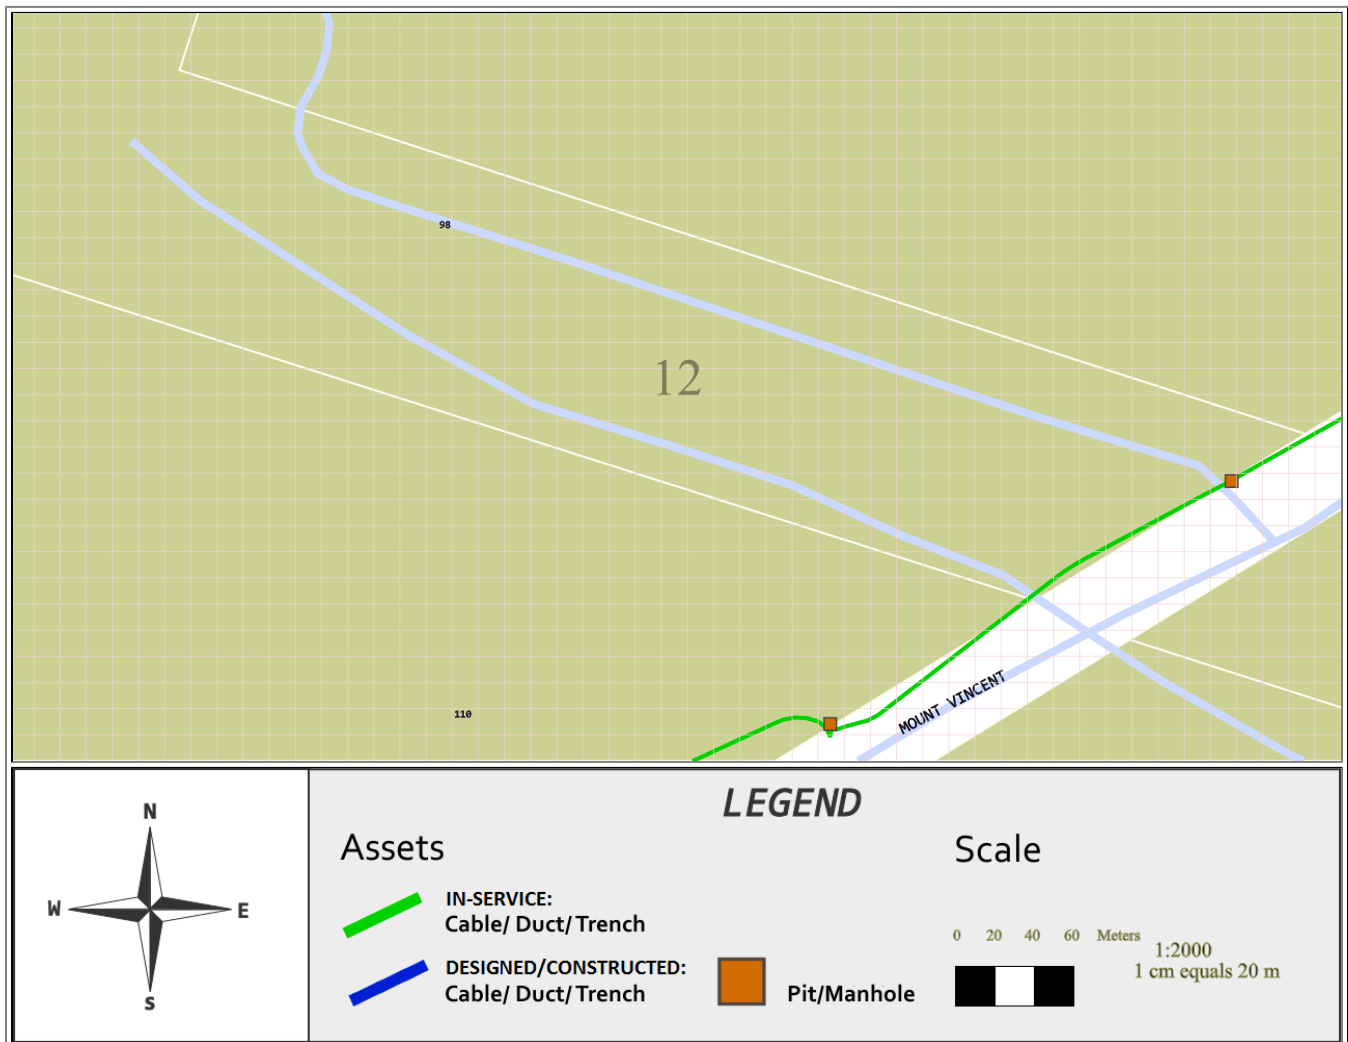 98
12
MOUNT VINCENT
110
LEGEND
N
W
E
S
Assets
IN-SERVICE:
Cable/ Duct/ Trench
DESIGNED/CONSTRUCTED:
Cable/ Duct/ Trench
Pit/Manhole
Scale
0 20 40 60 Meters
1:2000
1 cm equals 20 m